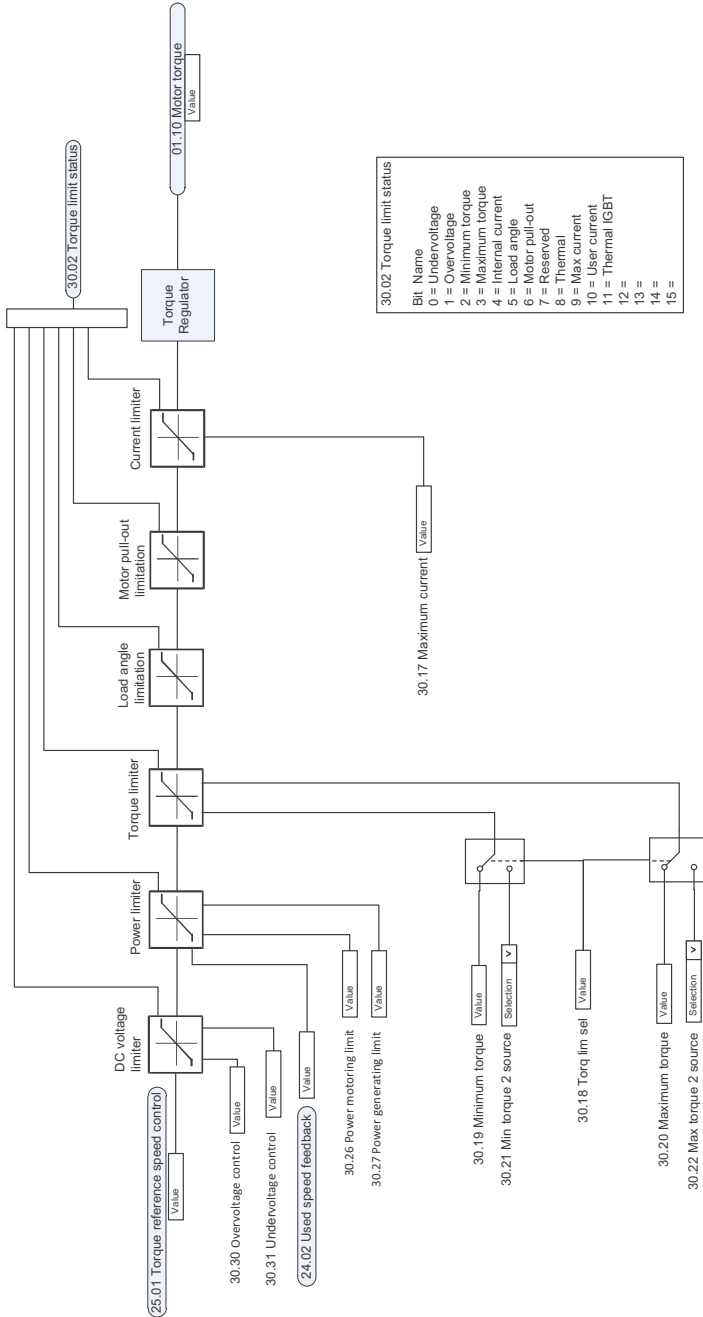 25.01 Torque reference speed control
Value
30.30 Overvoltage control
Value
30.31 Undervoltage control
Value
24.02 Used speed feedback
Value
30.26 Power motoring limit
Value
30.27 Power generating limit
Value
30.19 Minimum torque
Value
30.21 Min torque 2 source
Selection
v
30.18 Torq lim sel
Value
30.20 Maximum torque
Value
30.22 Max torque 2 source
Selection
v
DC voltage
limiter
Power limiter
Torque limiter
Load angle
limitation
Motor pull-out
limitation
Current limiter
30.17 Maximum current
Value
Torque
Regulator
30.02 Torque limit status
01.10 Motor torque
Value
30.02 Torque limit status
Bit Name
0 = Undervoltage
1 = Overvoltage
2 = Minimum torque
3 = Maximum torque
4 = Internal current
5 = Load angle
6 = Motor pull-out
7 = Reserved
8 = Thermal
9 = Max current
10 = User current
11 = Thermal IGBT
12 =
13 =
14 =
15 =